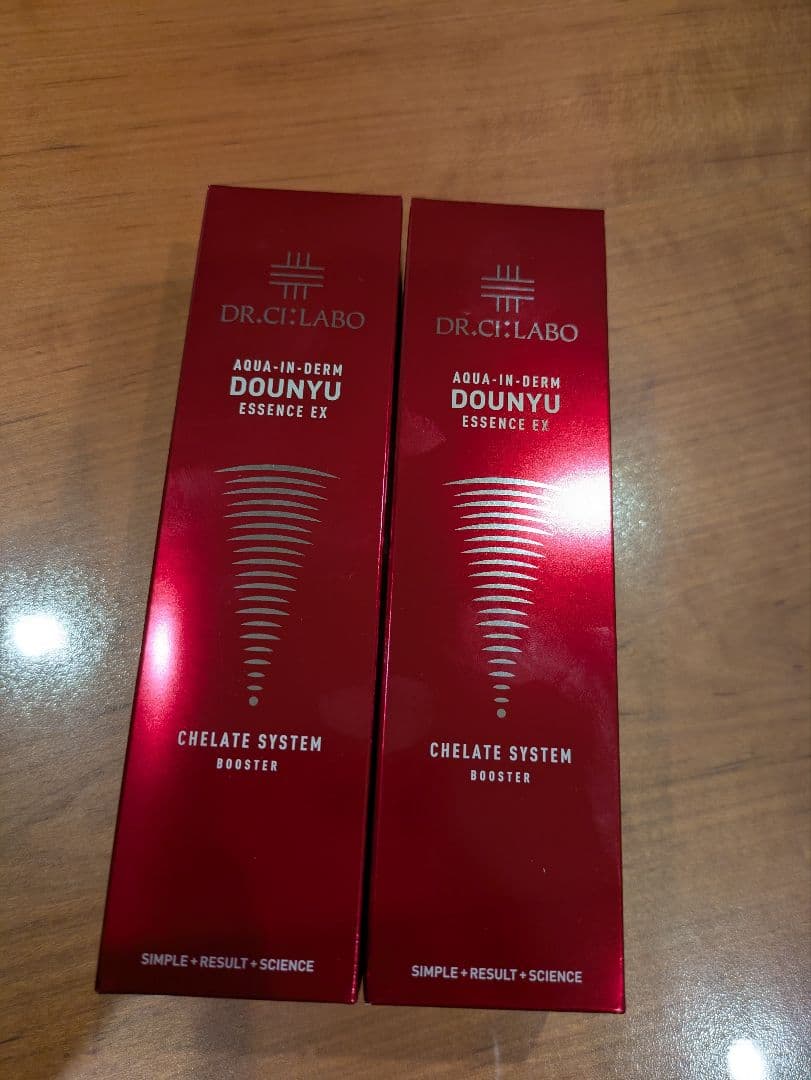 DR.CI:LABO
AQUA-IN-DERM
DOUNYU
ESSENCE EX
CHELATE SYSTEM
BOOSTER
SIMPLE+RESULT+SCIENCE
DR.CI:LABO
AQUA-IN-DERM
DOUNYU
ESSENCE EX
CHELATE SYSTEM
BOOSTER
SIMPLE+RESULT+SCIENCE